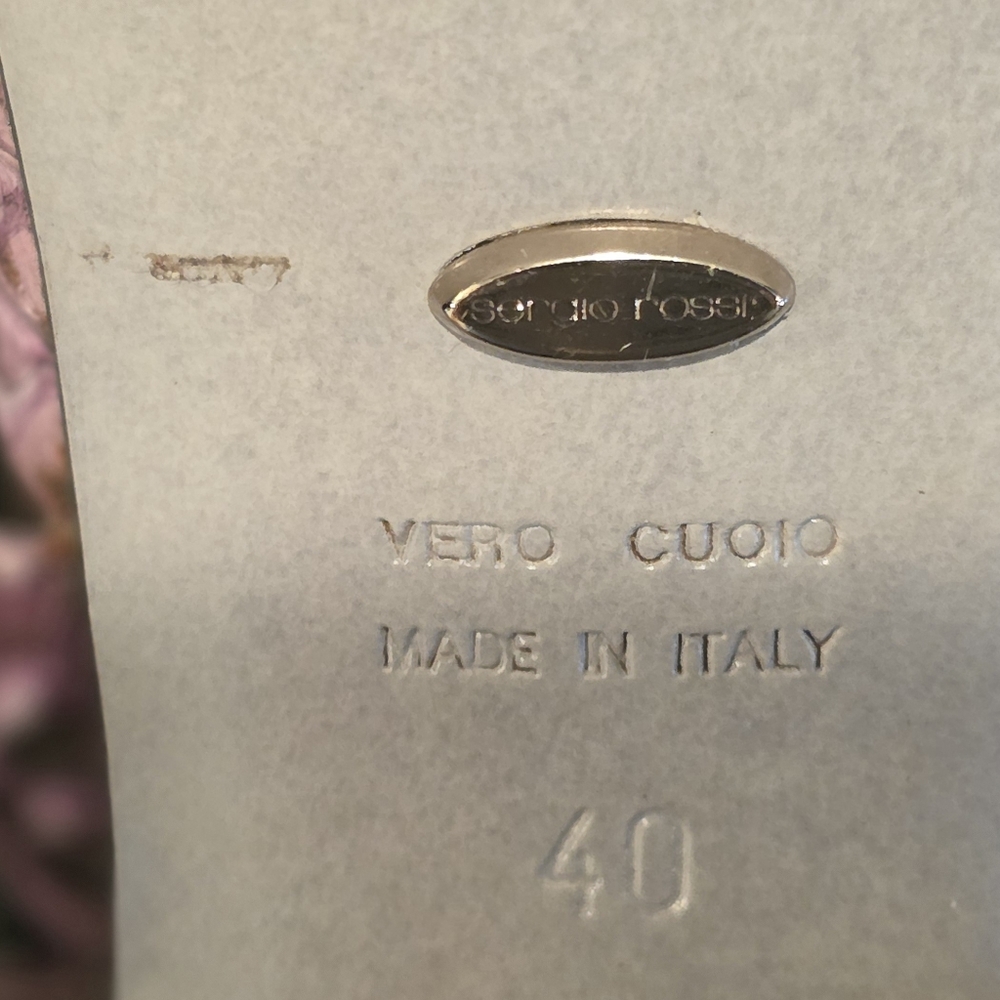 sergio rossi
VERO CUOIO
MADE IN ITALY
40